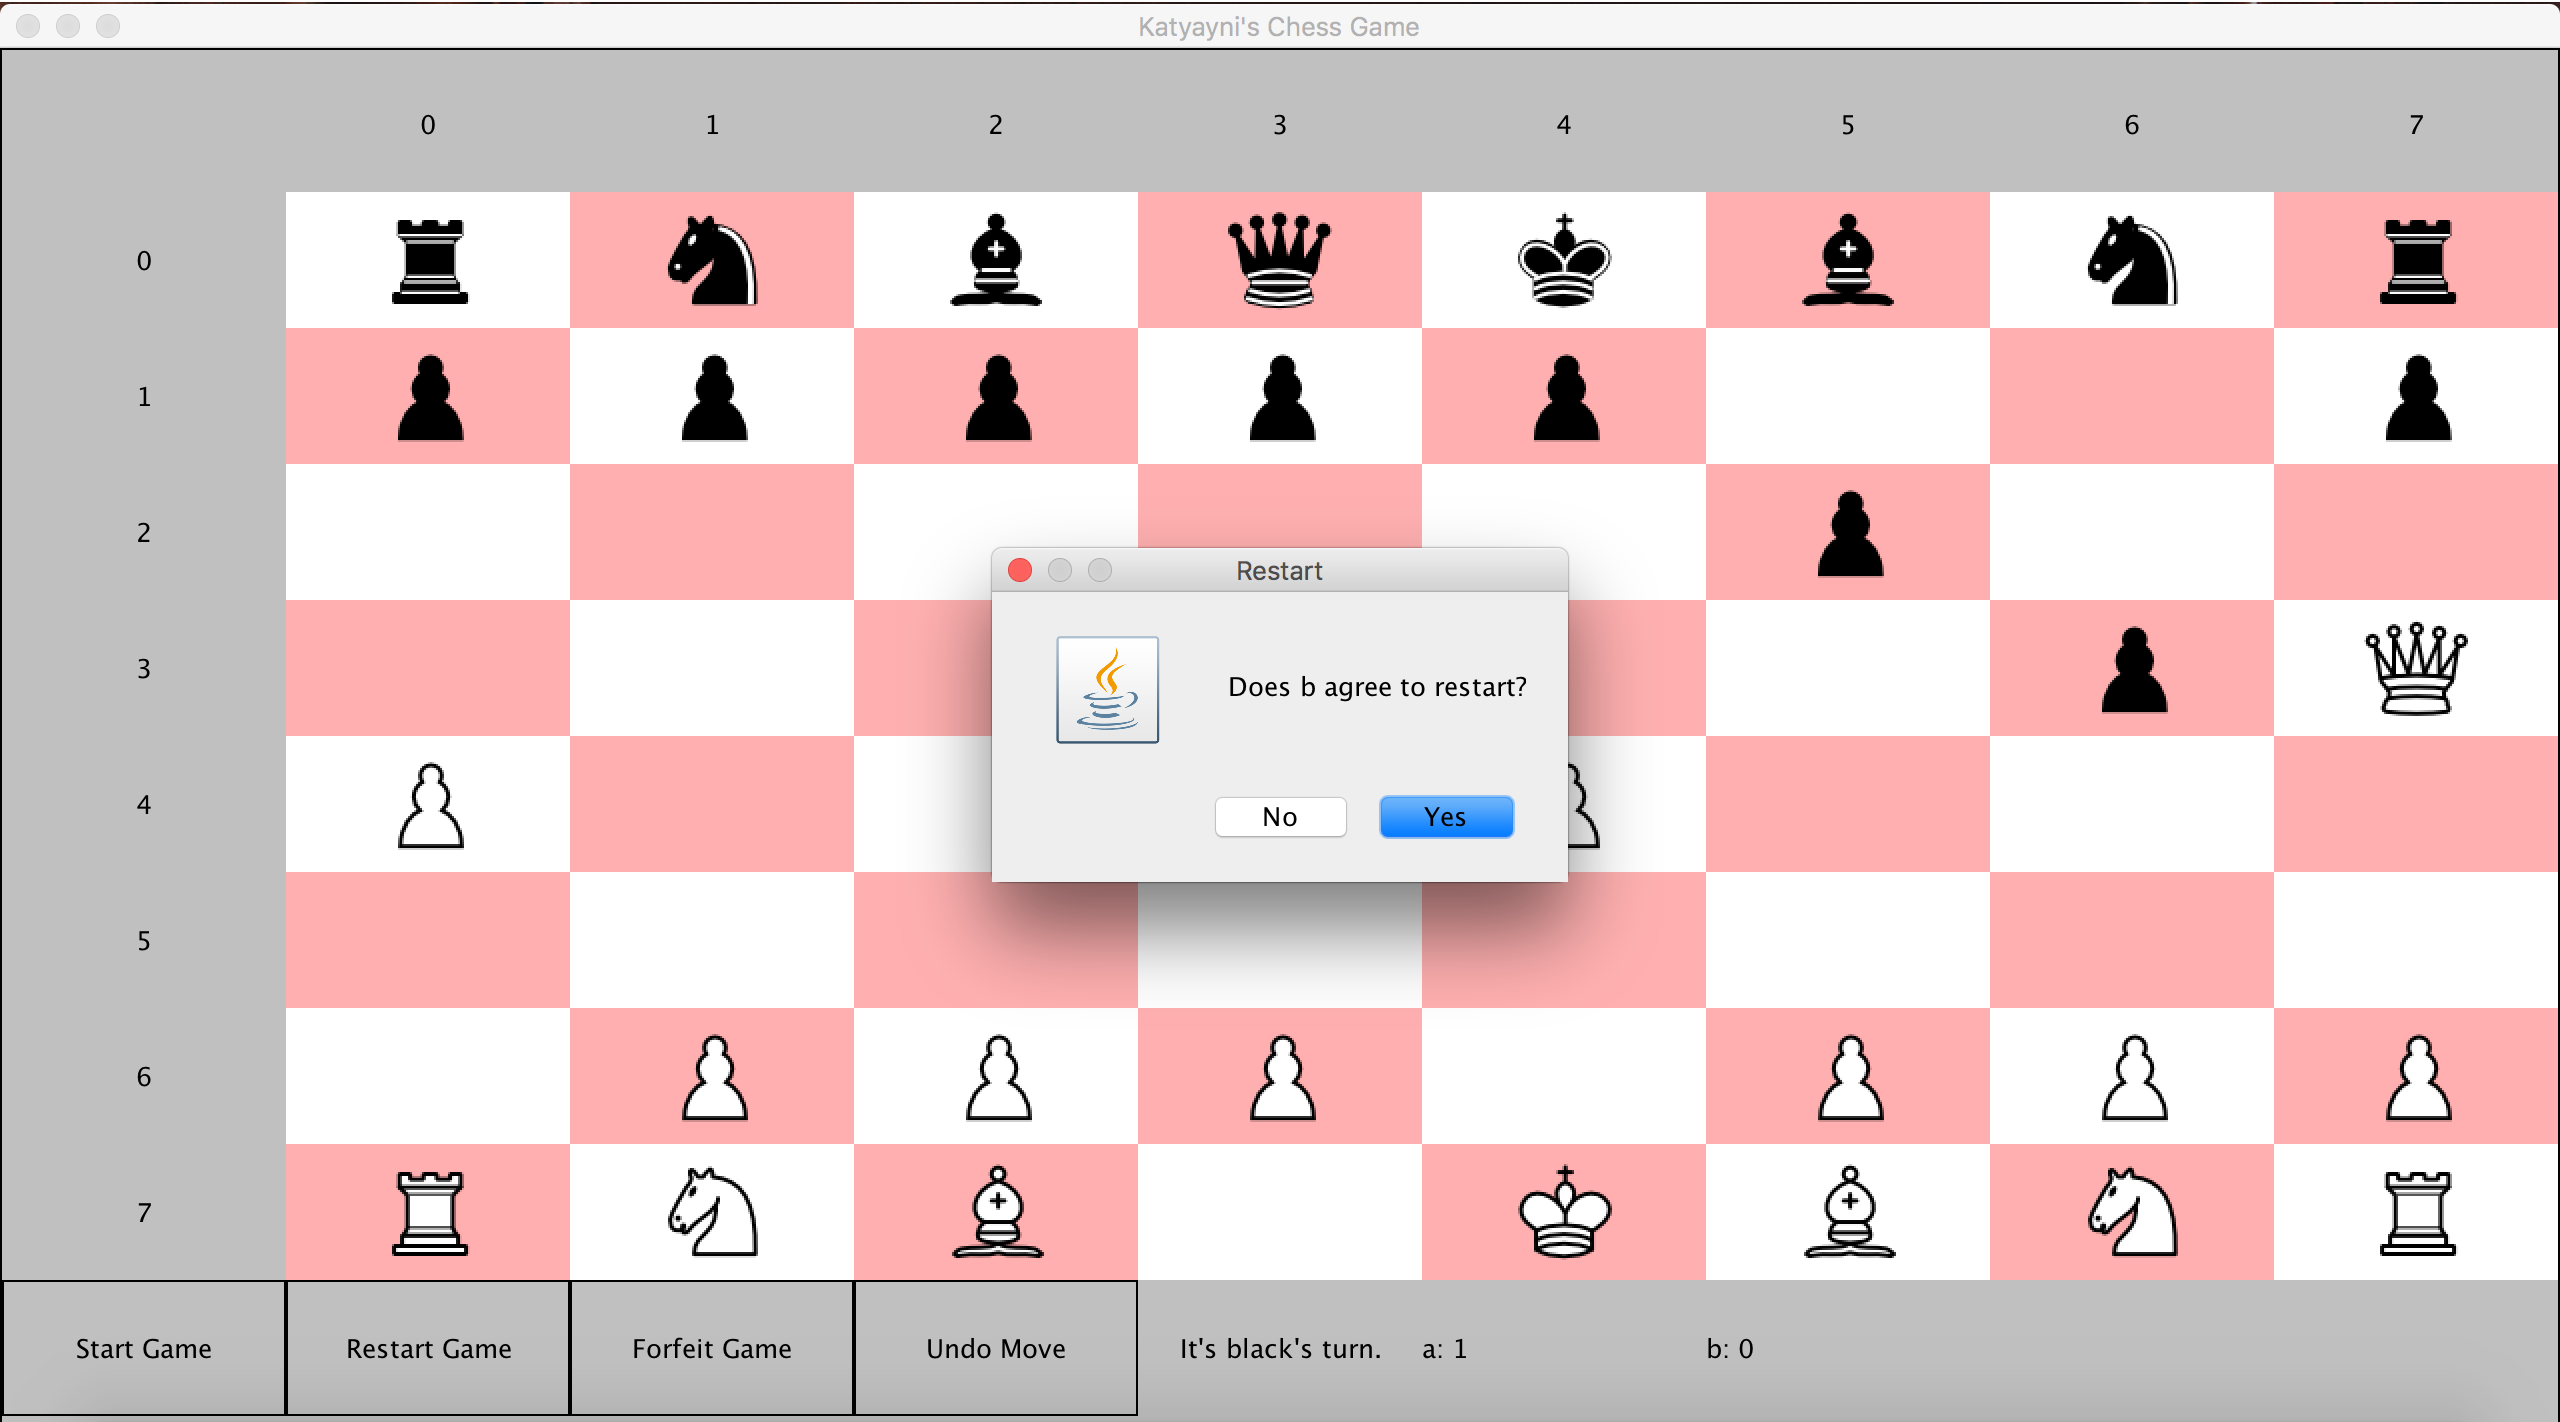 Katyayni's Chess Game
0 1 2 3 4 5 6 7
0
1
2
Restart
3
Does b agree to restart?
4
No Yes
5
6
7
Start Game Restart Game Forfeit Game Undo Move It's black's turn. a: 1 b: 0